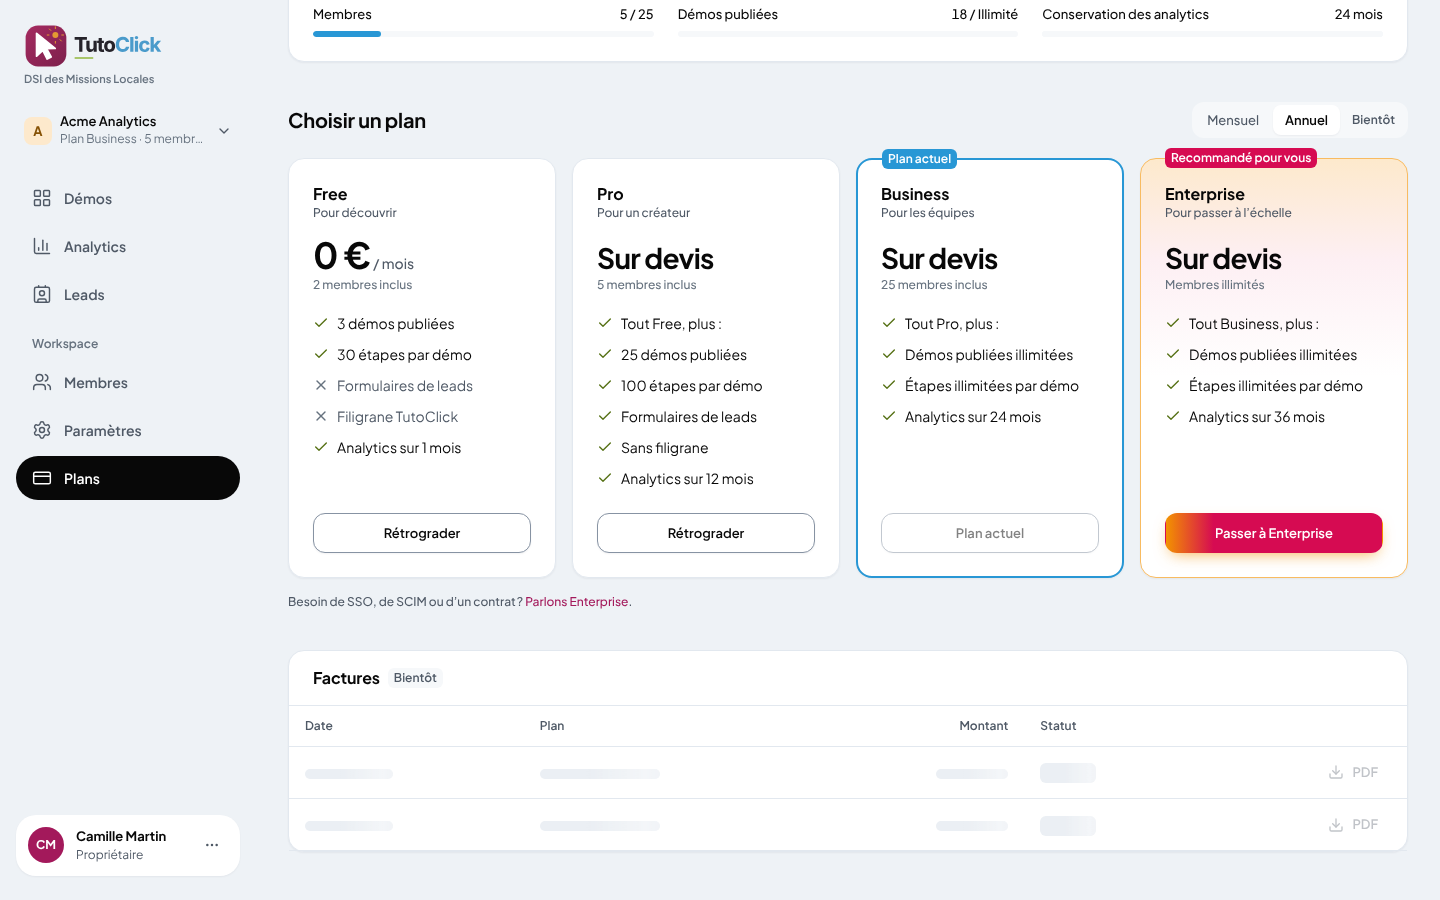 TutoClick
DSI des Missions Locales
A
Acme Analytics
Plan Business · 5 membr...
Démos
Analytics
Leads
Workspace
Membres
Paramètres
Plans
CM
Camille Martin
Propriétaire
Membres
5 / 25
Démos publiées
18 / Illimité
Conservation des analytics
24 mois
Choisir un plan
Mensuel
Annuel
Bientôt
Free
Pour découvrir
0 € / mois
2 membres inclus
3 démos publiées
30 étapes par démo
Formulaires de leads
Filigrane TutoClick
Analytics sur 1 mois
Rétrograder
Pro
Pour un créateur
Sur devis
5 membres inclus
Tout Free, plus :
25 démos publiées
100 étapes par démo
Formulaires de leads
Sans filigrane
Analytics sur 12 mois
Rétrograder
Plan actuel
Business
Pour les équipes
Sur devis
25 membres inclus
Tout Pro, plus :
Démos publiées illimitées
Étapes illimitées par démo
Analytics sur 24 mois
Plan actuel
Recommandé pour vous
Enterprise
Pour passer à l’échelle
Sur devis
Membres illimités
Tout Business, plus :
Démos publiées illimitées
Étapes illimitées par démo
Analytics sur 36 mois
Passer à Enterprise
Besoin de SSO, de SCIM ou d’un contrat ? Parlons Enterprise.
Factures
Bientôt
Date
Plan
Montant
Statut
PDF
PDF